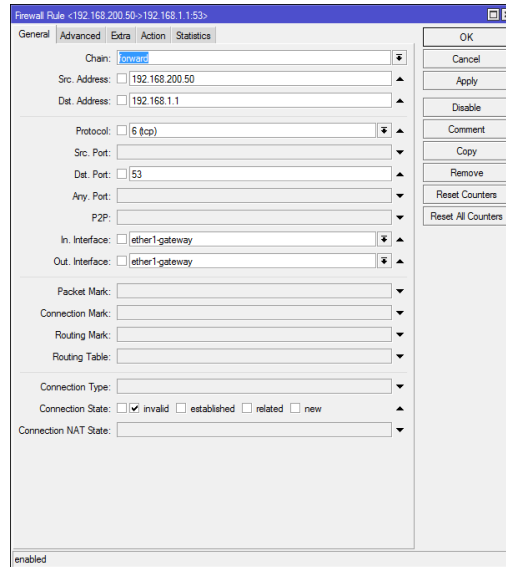 Firewall Rule <192.168.200.50->192.168.1.1:53>
General Advanced Extra Action Statistics
Chain: forward
Src. Address: 192.168.200.50
Dst. Address: 192.168.1.1
Protocol: 6 (tcp)
Src. Port:
Dst. Port: 53
Any. Port:
P2P:
In. Interface: ether1-gateway
Out. Interface: ether1-gateway
Packet Mark:
Connection Mark:
Routing Mark:
Routing Table:
Connection Type:
Connection State: invalid established related new
Connection NAT State:
OK
Cancel
Apply
Disable
Comment
Copy
Remove
Reset Counters
Reset All Counters
enabled